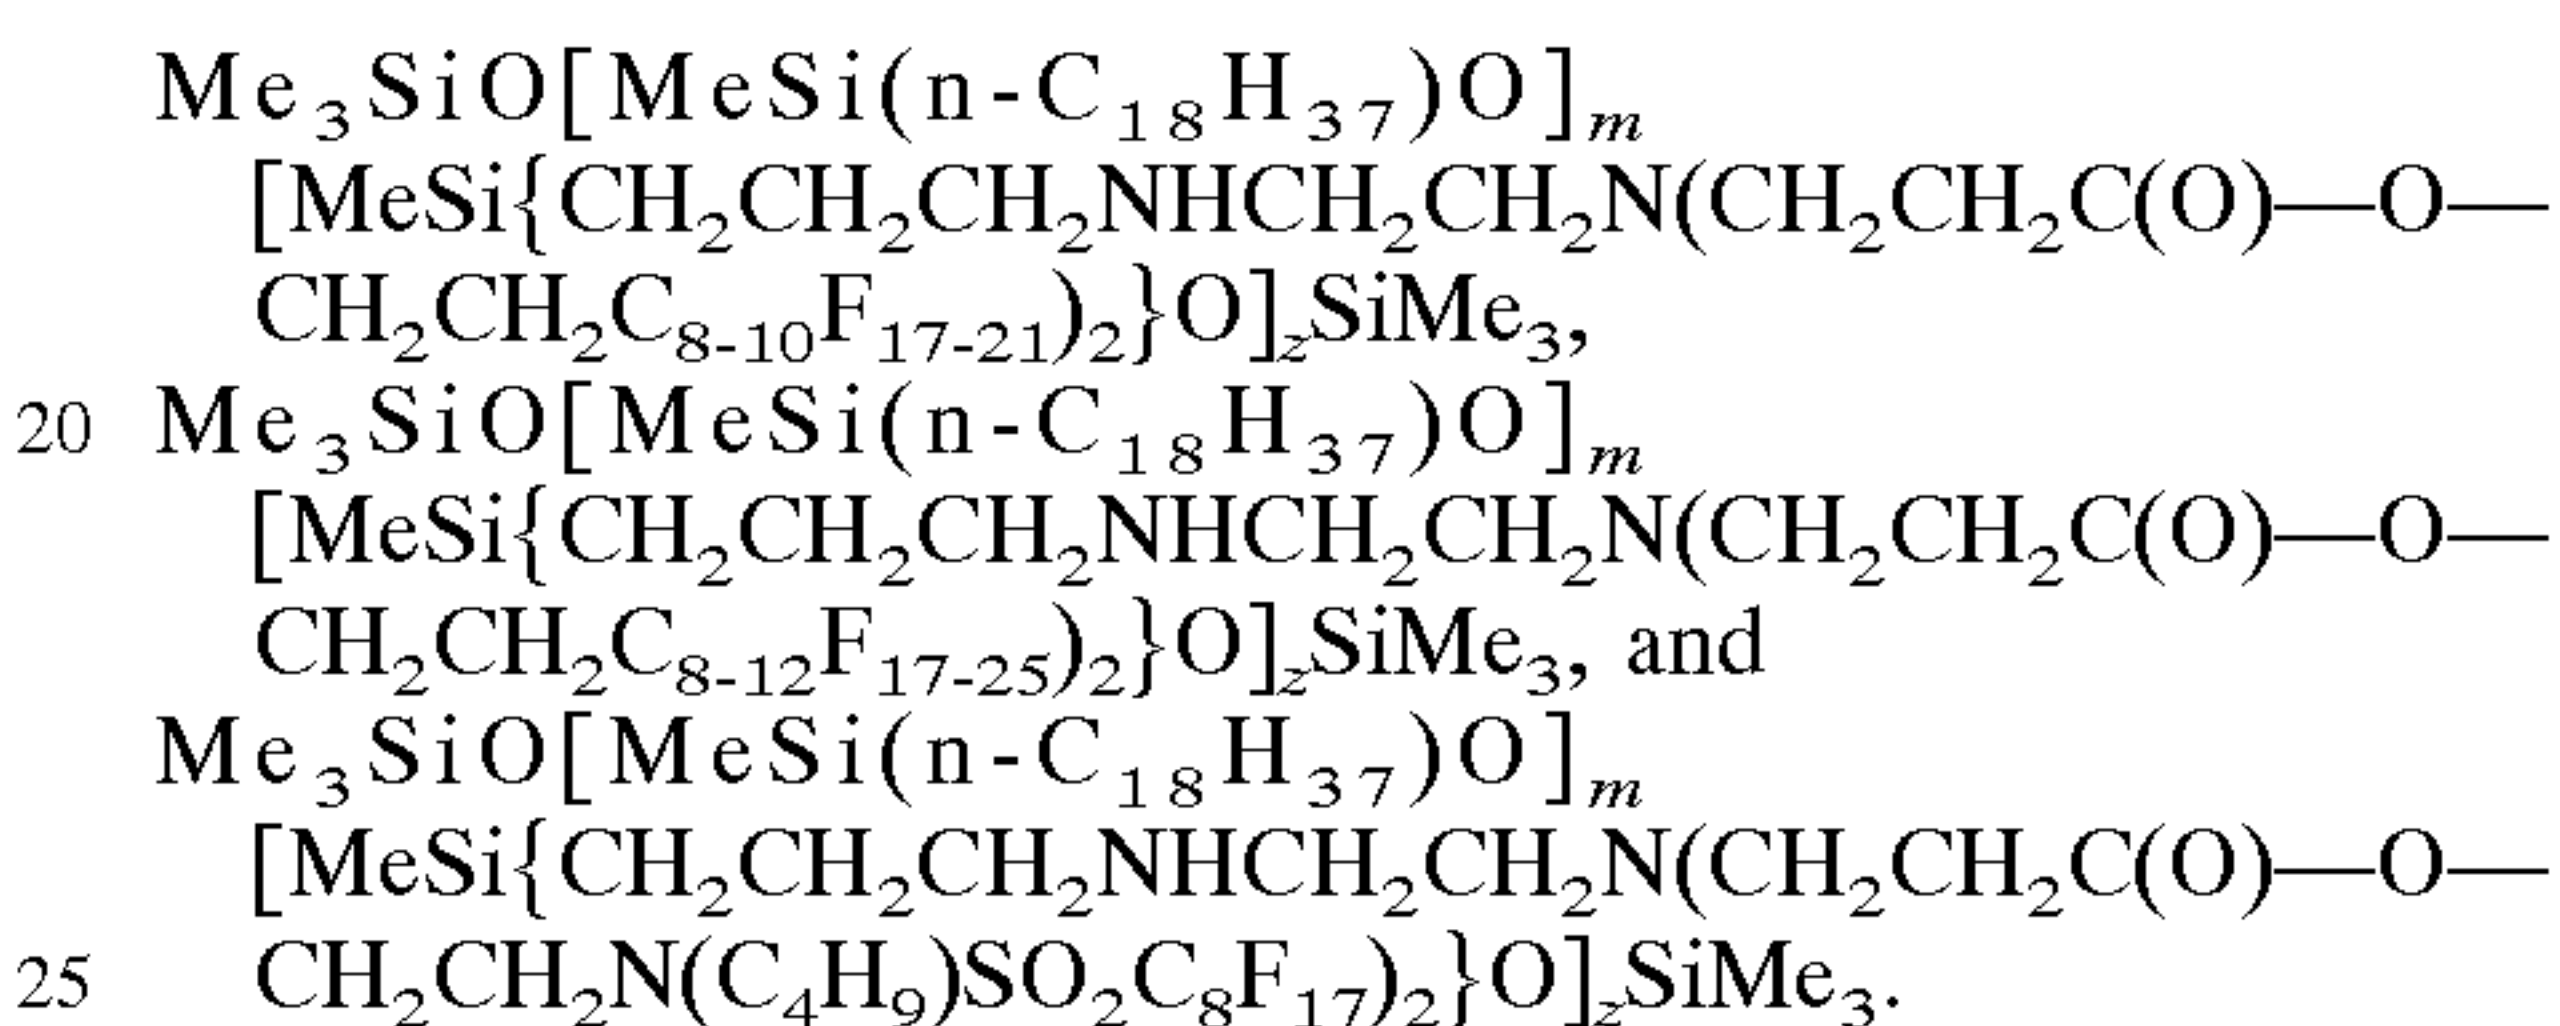 Me₃SiO[MeSi(n-C₁₈H₃₇)O]ₘ
[MeSi{CH₂CH₂CH₂NHCH₂CH₂N(CH₂CH₂C(O)—O—
CH₂CH₂C₈₋₁₀F₁₇₋₂₁)₂}O]zSiMe₃,
20 Me₃SiO[MeSi(n-C₁₈H₃₇)O]ₘ
[MeSi{CH₂CH₂CH₂NHCH₂CH₂N(CH₂CH₂C(O)—O—
CH₂CH₂C₈₋₁₂F₁₇₋₂₅)₂}O]zSiMe₃, and
Me₃SiO[MeSi(n-C₁₈H₃₇)O]ₘ
[MeSi{CH₂CH₂CH₂NHCH₂CH₂N(CH₂CH₂C(O)—O—
25 CH₂CH₂N(C₄H₉)SO₂C₈F₁₇)₂}O]zSiMe₃.